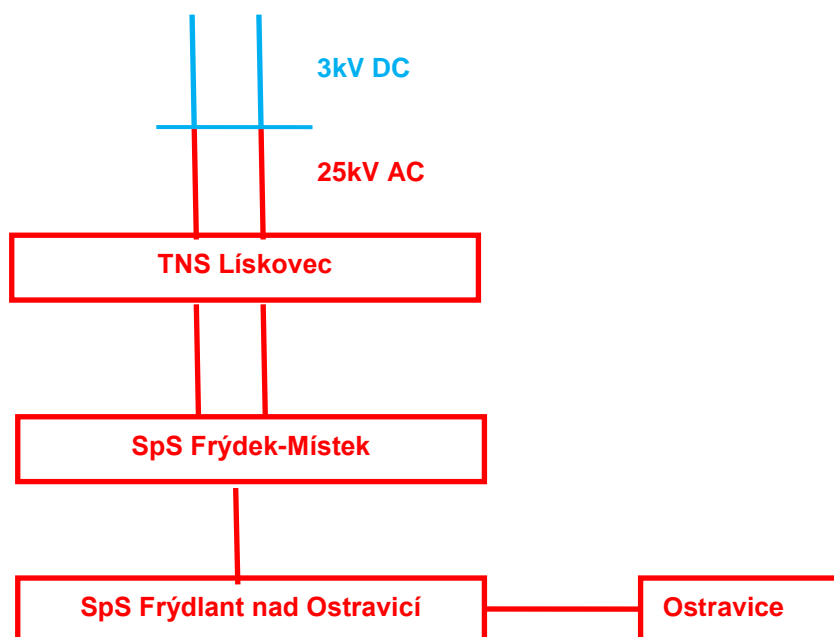 3kV DC
25kV AC
TNS Lískovec
SpS Frýdek-Místek
SpS Frýdlant nad Ostravicí
Ostravice